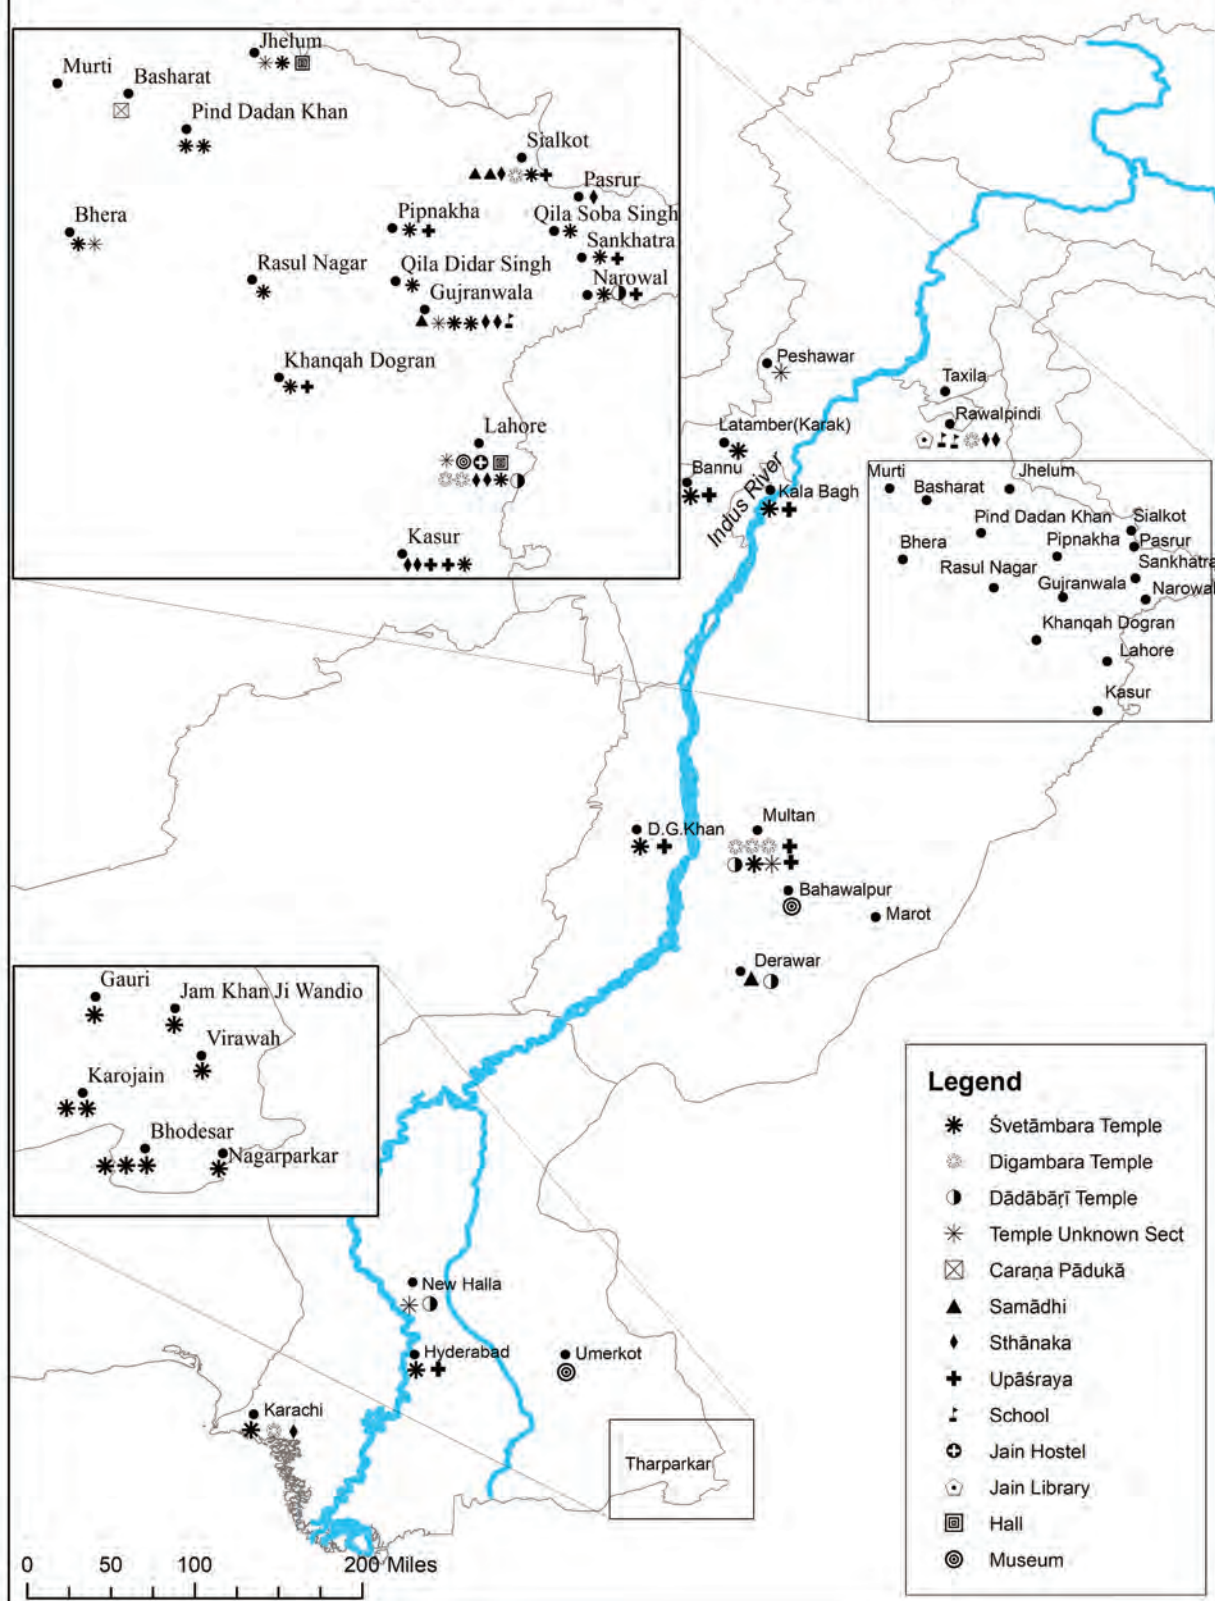 Jhelum
Murti
Basharat
Pind Dadan Khan
Sialkot
Pasrur
Bhera
Pipnakha
Qila Soba Singh
Sankhatra
Rasul Nagar
Qila Didar Singh
Narowal
Gujranwala
Khanqah Dogran
Lahore
Kasur
Peshawar
Taxila
Rawalpindi
Latamber(Karak)
Bannu
Indus River
Kala Bagh
Murti
Jhelum
Basharat
Pind Dadan Khan
Sialkot
Bhera
Pipnakha
Pasrur
Rasul Nagar
Sankhatra
Gujranwala
Narowal
Khanqah Dogran
Lahore
Kasur
D.G.Khan
Multan
Bahawalpur
Marot
Derawar
Gauri
Jam Khan Ji Wandio
Virawah
Karojain
Bhodesar
Nagarparkar
New Halla
Hyderabad
Umerkot
Karachi
Tharparkar
Legend
Śvetāmbara Temple
Digambara Temple
Dādābāṛī Temple
Temple Unknown Sect
Caraṇa Pādukā
Samādhi
Sthānaka
Upāśraya
School
Jain Hostel
Jain Library
Hall
Museum
0 50 100 200 Miles